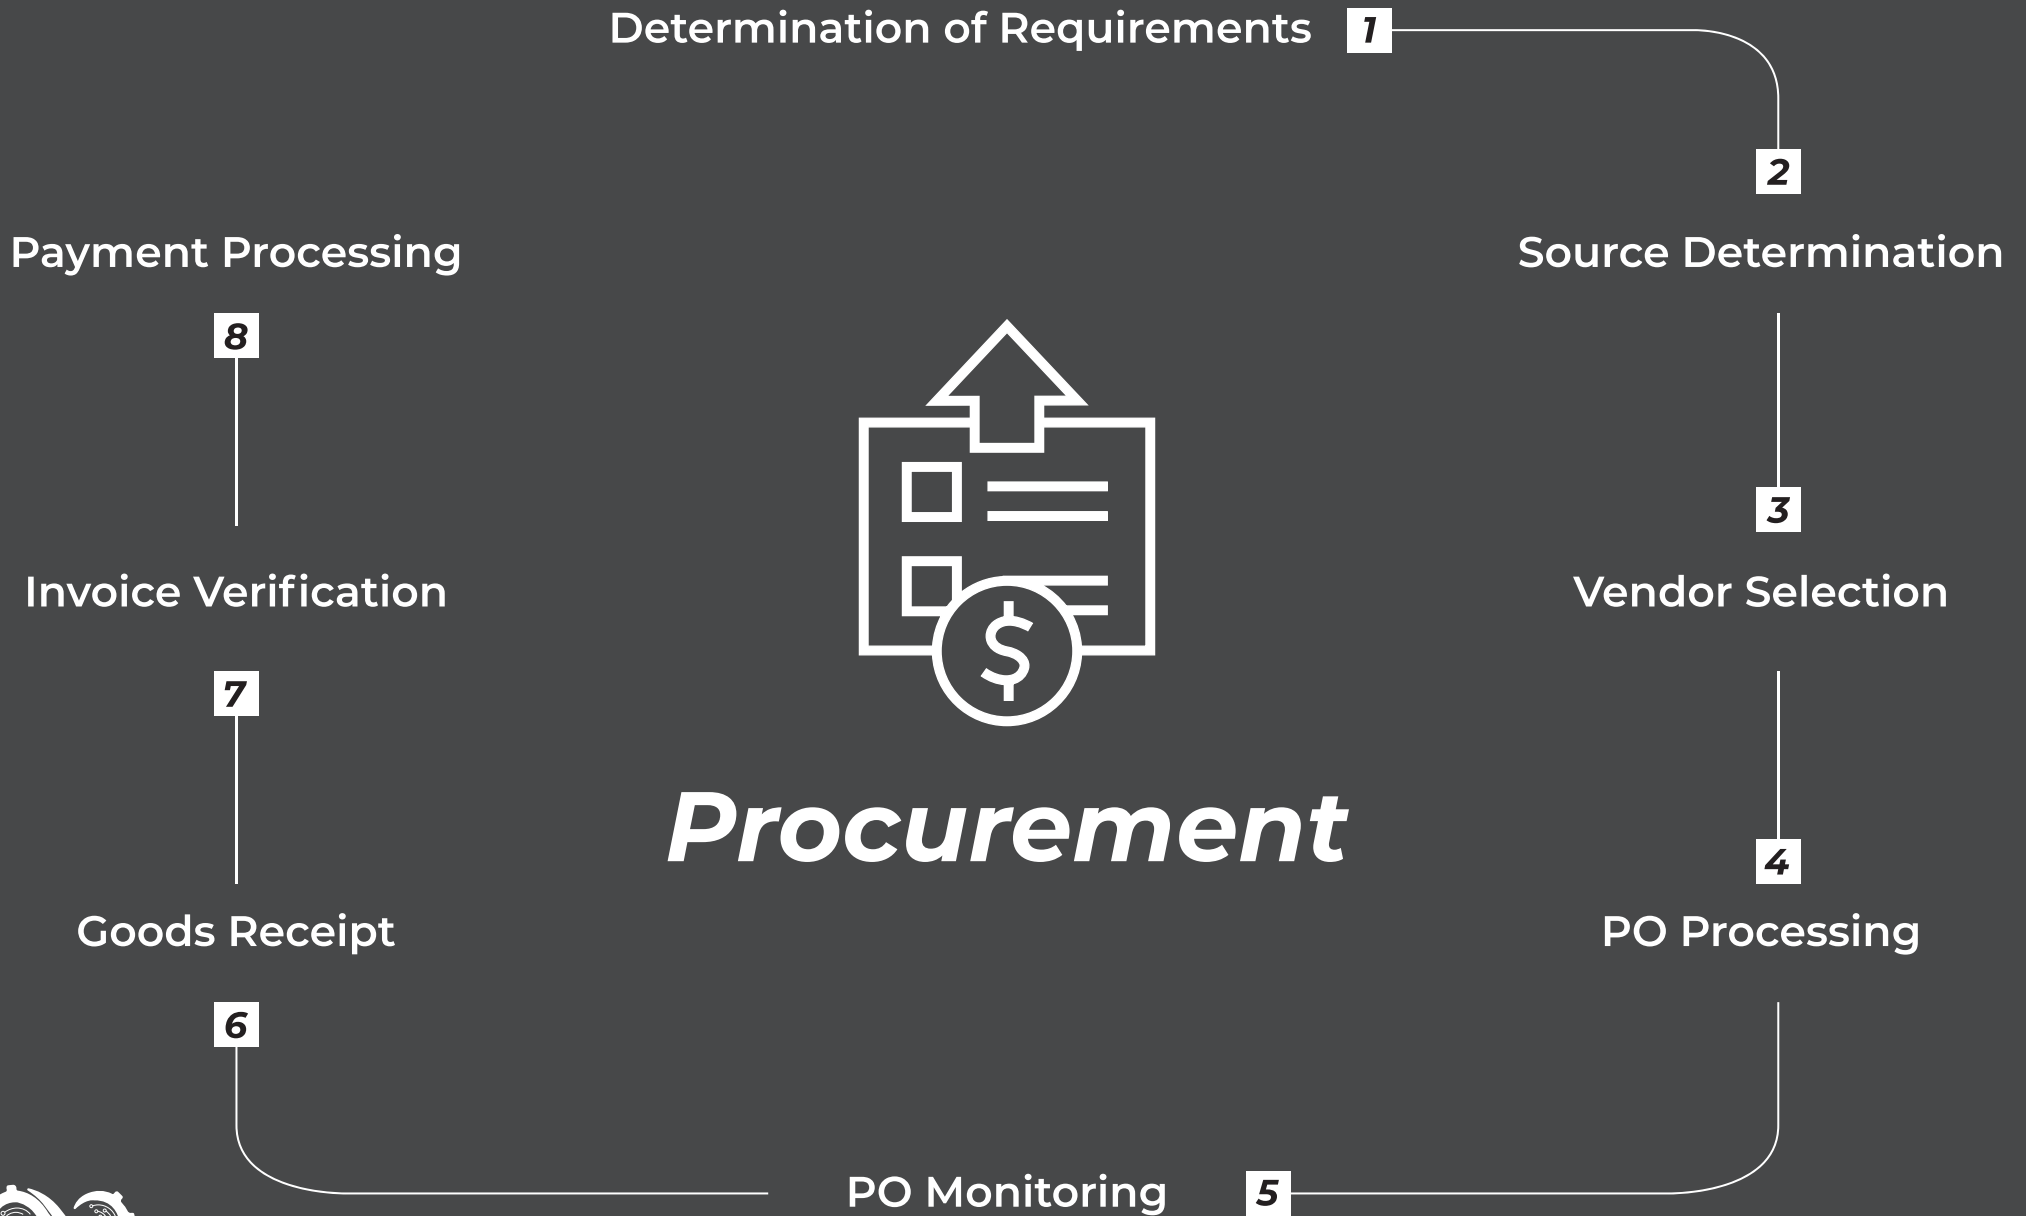 Determination of Requirements 1
2
Source Determination
3
Vendor Selection
4
PO Processing
5
PO Monitoring
6
Goods Receipt
7
Invoice Verification
8
Payment Processing
$
Procurement